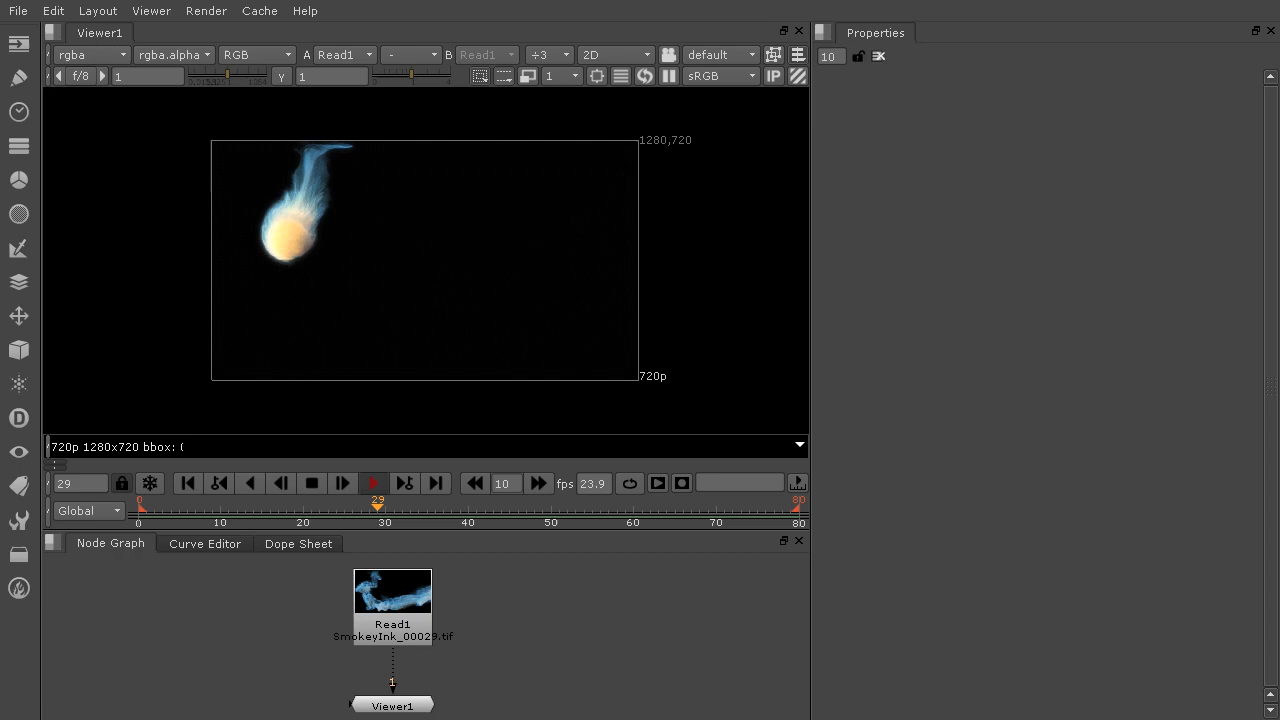 File Edit Layout Viewer Render Cache Help
Viewer1
Properties
rgba rgba.alpha RGB A Read1 - B Read1 ÷3 2D default
10
f/8 1 γ 1 1 sRGB IP
1280,720
720p
720p 1280x720 bbox: (
29 10 fps 23.9
0 29 80
Global
0 10 20 30 40 50 60 70 80
Node Graph Curve Editor Dope Sheet
Read1
SmokeyInk_00029.tif
1
Viewer1